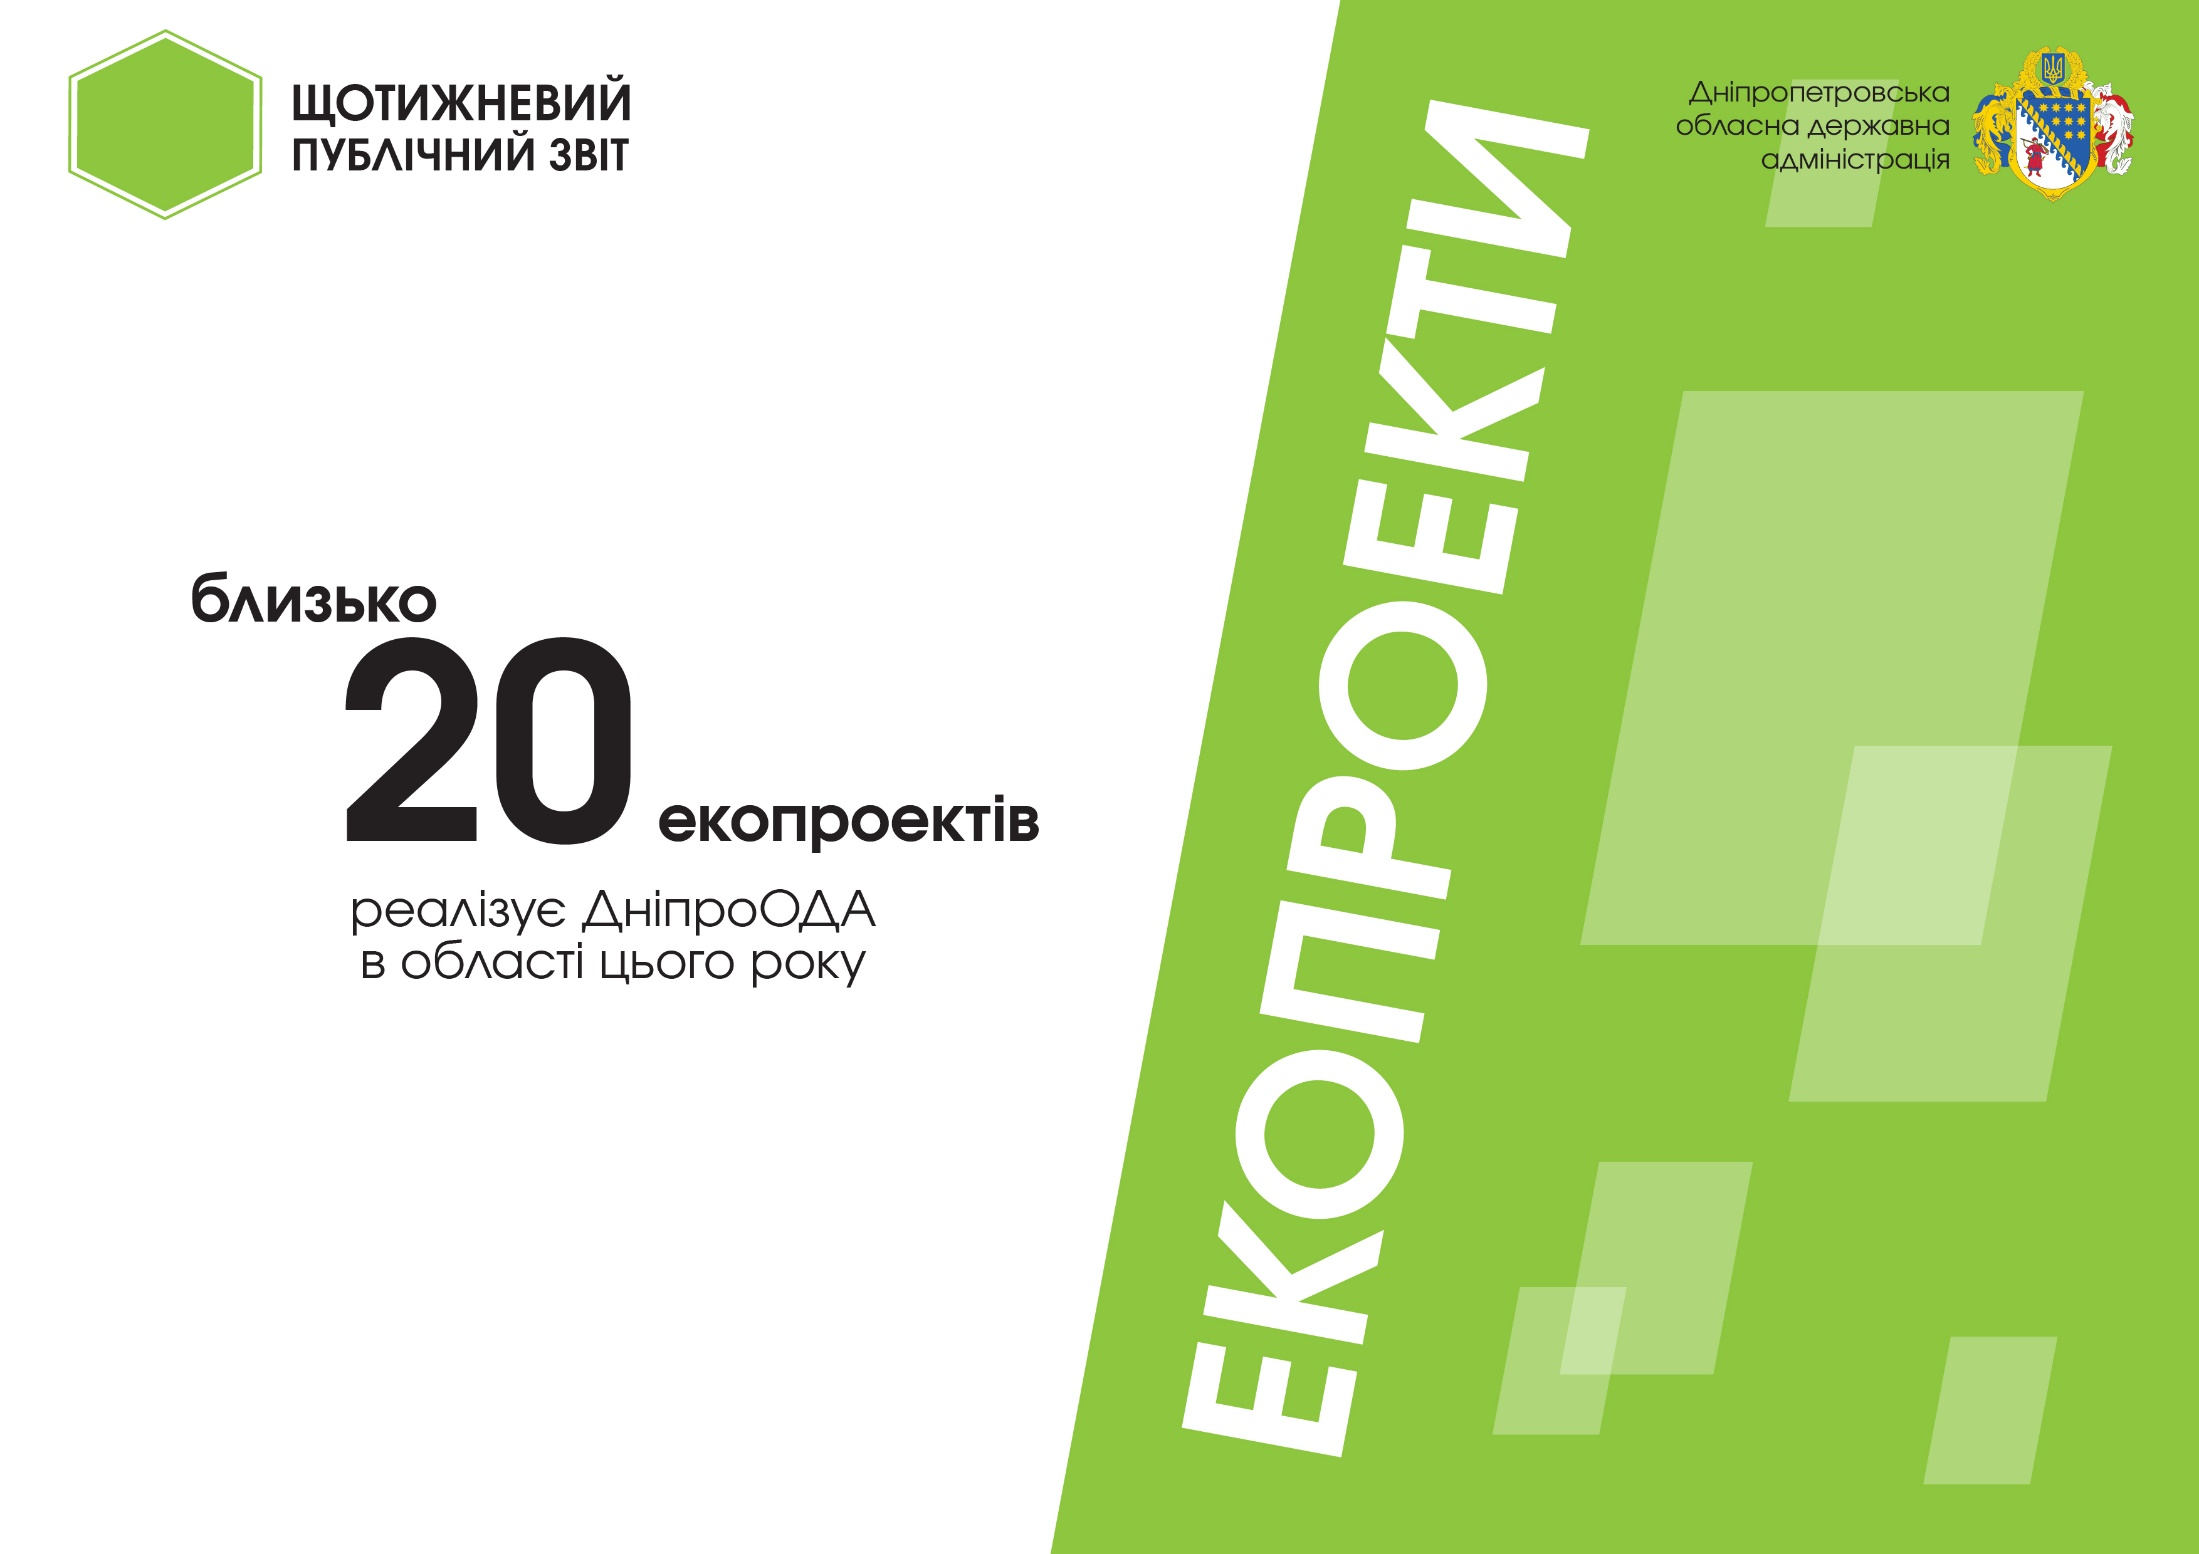 ЩОТИЖНЕВИЙ
ПУБЛІЧНИЙ ЗВІТ
Дніпропетровська
обласна державна
адміністрація
близько
20 екопроектів
реалізує ДніпроОДА
в області цього року
ЕКОПРОЕКТИ